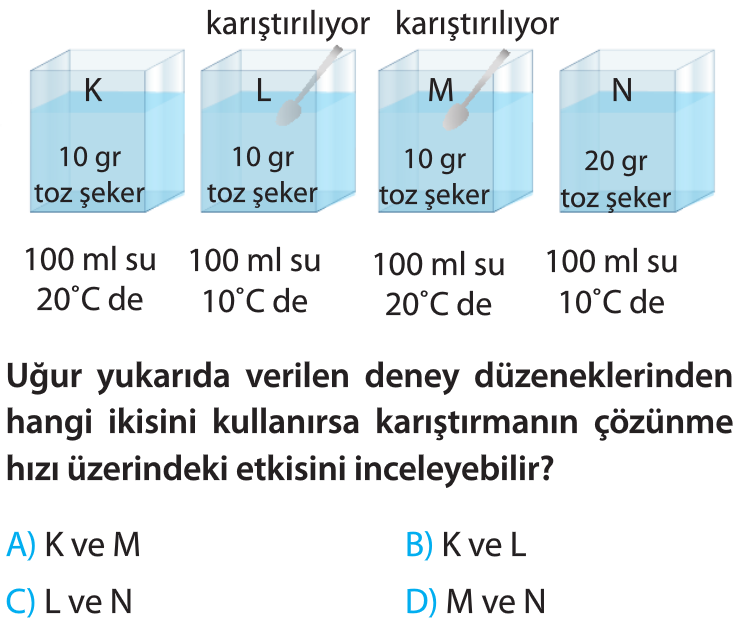 karıştırılıyor karıştırılıyor
K L M N
10 gr 10 gr 10 gr 20 gr
toz şeker toz şeker toz şeker toz şeker
100 ml su 100 ml su 100 ml su 100 ml su
20˚C de 10˚C de 20˚C de 10˚C de
Uğur yukarıda verilen deney düzeneklerinden
hangi ikisini kullanırsa karıştırmanın çözünme
hızı üzerindeki etkisini inceleyebilir?
A) K ve M B) K ve L
C) L ve N D) M ve N